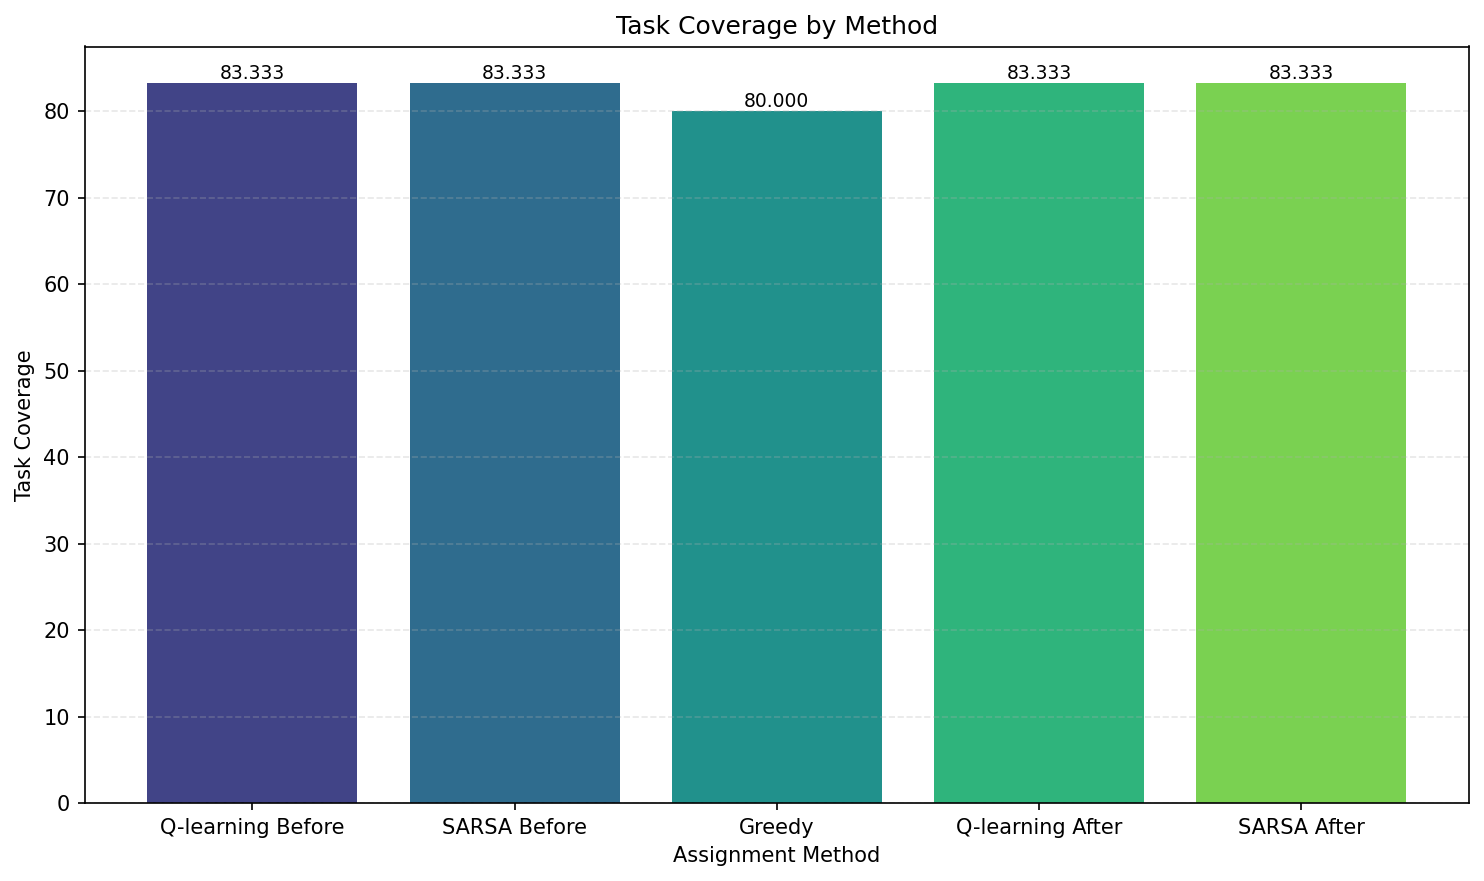 Task Coverage by Method
83.333
83.333
80.000
83.333
83.333
80
70
60
50
40
30
20
10
0
Task Coverage
Q-learning Before
SARSA Before
Greedy
Q-learning After
SARSA After
Assignment Method